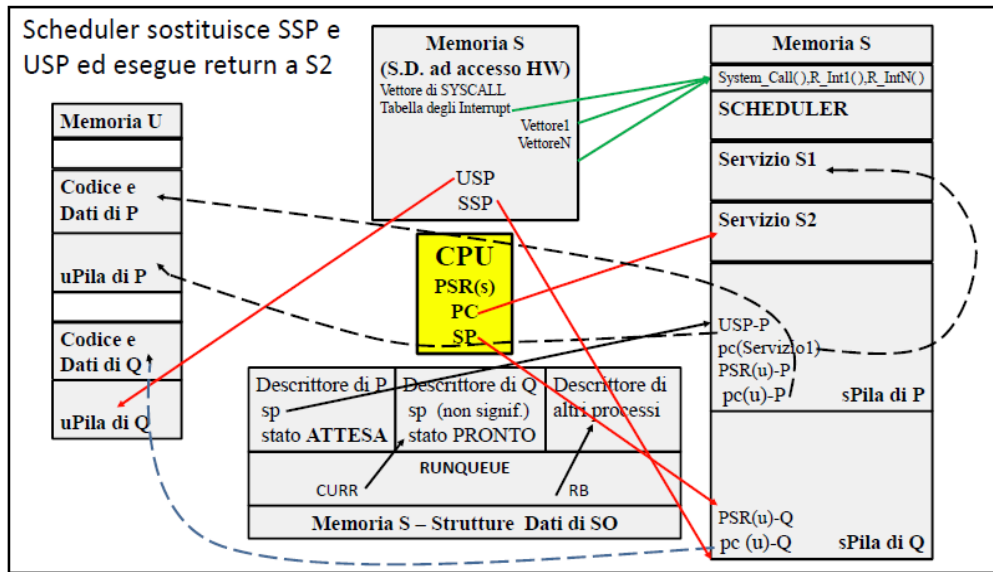 Scheduler sostituisce SSP e
USP ed esegue return a S2
Memoria U
Codice e
Dati di P
uPila di P
Codice e
Dati di Q
uPila di Q
Memoria S
(S.D. ad accesso HW)
Vettore di SYSCALL
Tabella degli Interrupt
Vettore1
VettoreN
USP
SSP
CPU
PSR(s)
PC
SP
Descrittore di P
sp
stato ATTESA
Descrittore di Q
sp (non signif.)
stato PRONTO
Descrittore di
altri processi
RUNQUEUE
CURR
RB
Memoria S – Strutture Dati di SO
Memoria S
System_Call(),R_Int1(),R_IntN()
SCHEDULER
Servizio S1
Servizio S2
USP-P
pc(Servizio1)
PSR(u)-P
pc(u)-P
sPila di P
PSR(u)-Q
pc (u)-Q
sPila di Q